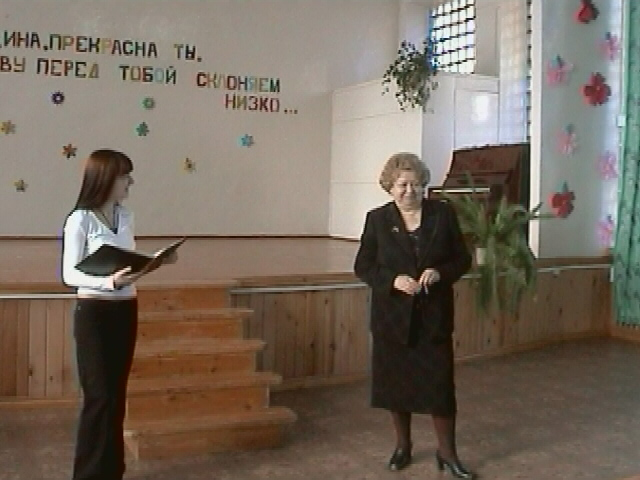 ИНА, ПРЕКРАСНА ТЫ.
ВУ ПЕРЕД ТОБОЙ СКЛОНЯЕМ
НИЗКО...